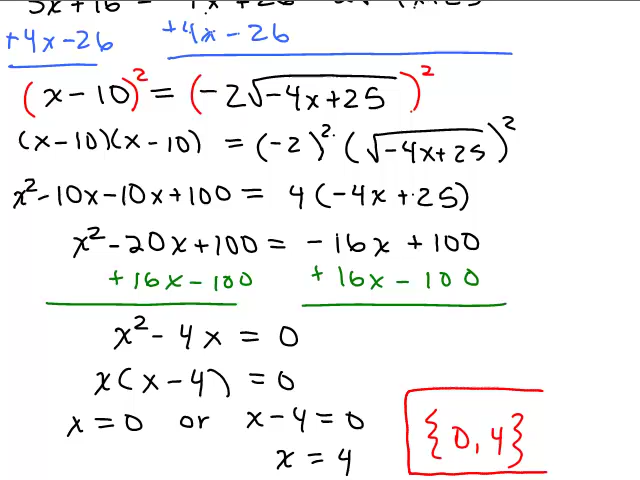 +4x-26 +4x-26
(x-10)² = (-2√-4x+25)²
(x-10)(x-10) = (-2)²·(√-4x+25)²
x²-10x-10x+100 = 4(-4x+25)
x²-20x+100 = -16x+100
+16x-100 +16x-100
x²-4x = 0
x(x-4) = 0
x=0 or x-4=0
x=4
{0,4}